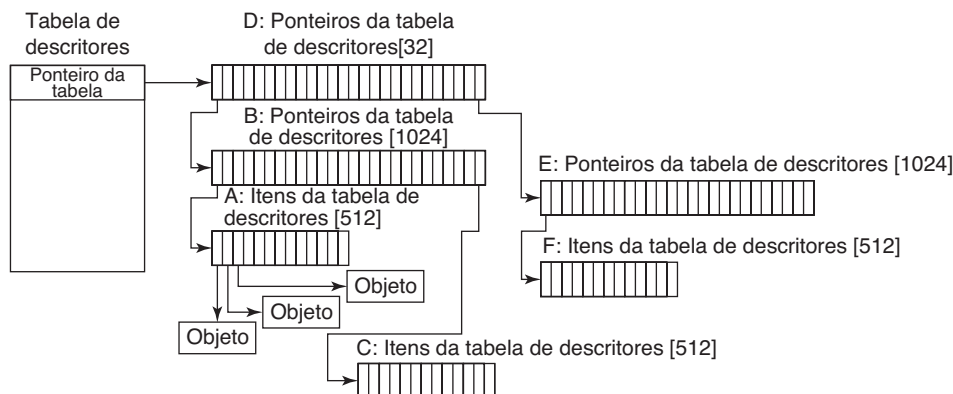 Tabela de
descritores
Ponteiro da
tabela
D: Ponteiros da tabela
de descritores[32]
B: Ponteiros da tabela
de descritores [1024]
E: Ponteiros da tabela de descritores [1024]
A: Itens da tabela de
descritores [512]
F: Itens da tabela de descritores [512]
Objeto
Objeto
Objeto
C: Itens da tabela de descritores [512]